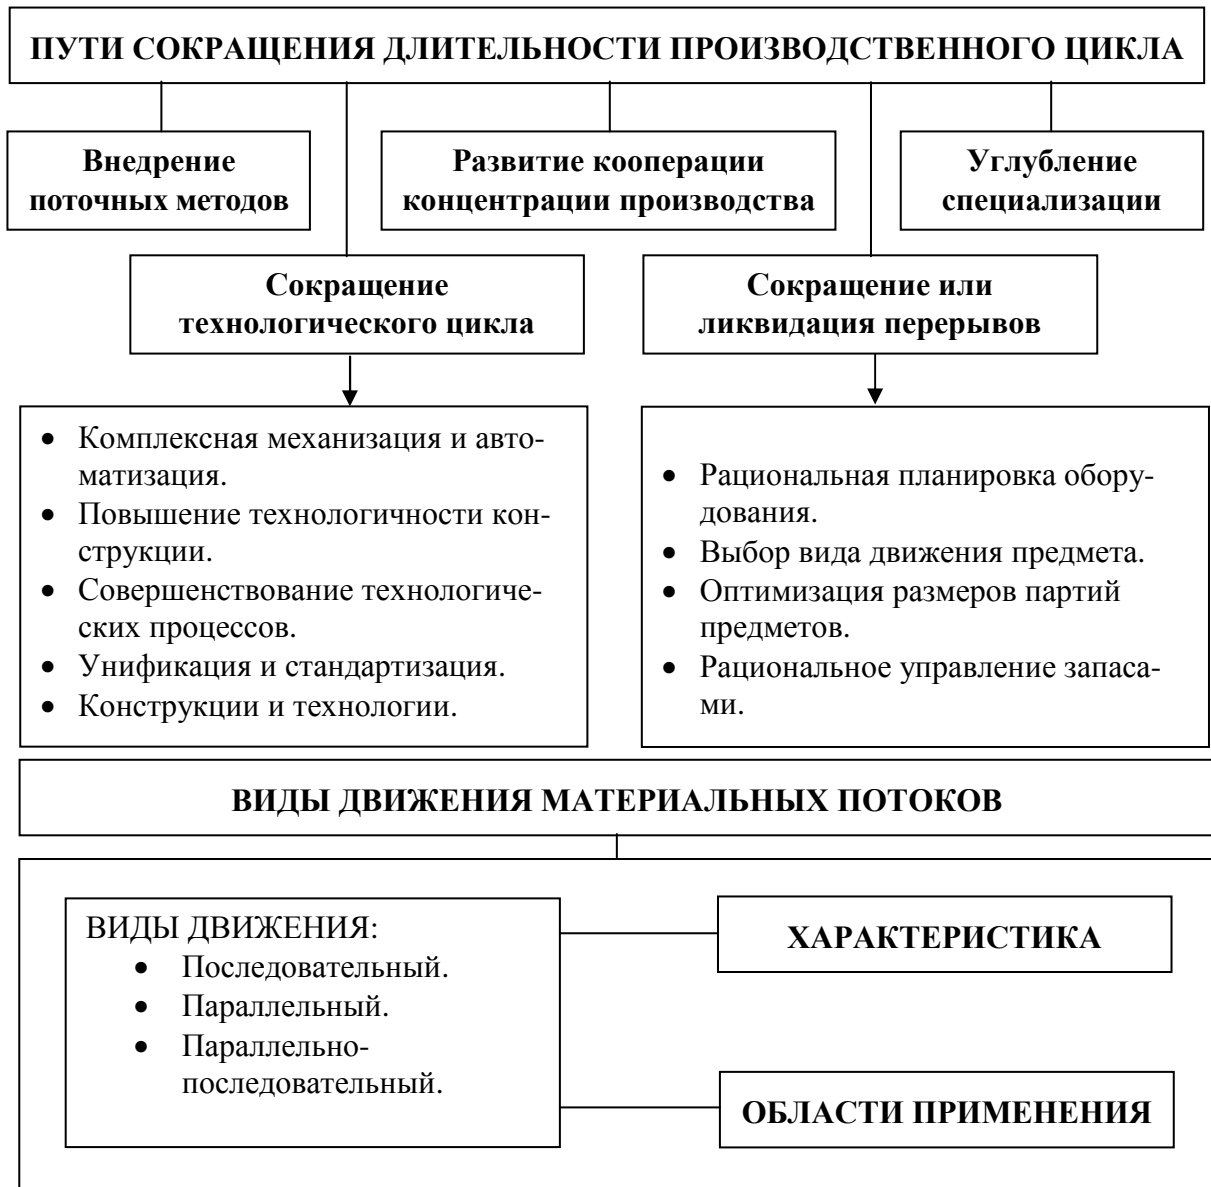 ПУТИ СОКРАЩЕНИЯ ДЛИТЕЛЬНОСТИ ПРОИЗВОДСТВЕННОГО ЦИКЛА
Внедрение
поточных методов
Развитие кооперации
концентрации производства
Углубление
специализации
Сокращение
технологического цикла
Сокращение или
ликвидация перерывов
• Комплексная механизация и авто-
матизация.
• Повышение технологичности кон-
струкции.
• Совершенствование технологиче-
ских процессов.
• Унификация и стандартизация.
• Конструкции и технологии.
• Рациональная планировка обору-
дования.
• Выбор вида движения предмета.
• Оптимизация размеров партий
предметов.
• Рациональное управление запаса-
ми.
ВИДЫ ДВИЖЕНИЯ МАТЕРИАЛЬНЫХ ПОТОКОВ
ВИДЫ ДВИЖЕНИЯ:
• Последовательный.
• Параллельный.
• Параллельно-
последовательный.
ХАРАКТЕРИСТИКА
ОБЛАСТИ ПРИМЕНЕНИЯ